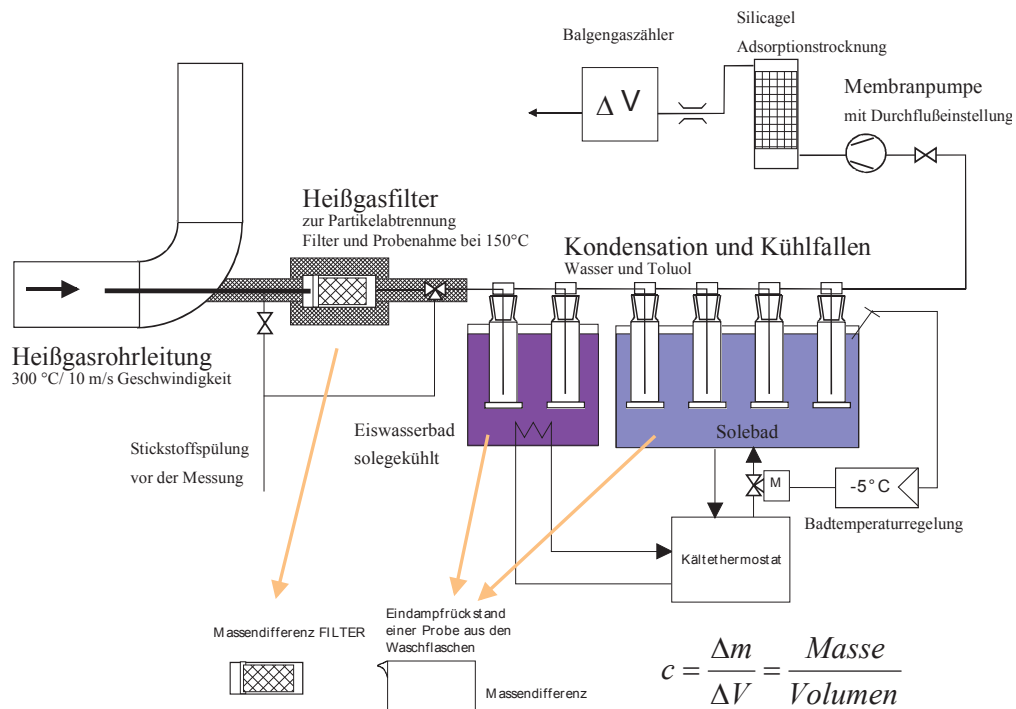 Silicagel
Adsorptionstrocknung
Balgengaszähler
Δ V
Membranpumpe
mit Durchflußeinstellung
Heißgasfilter
zur Partikelabtrennung
Filter und Probenahme bei 150°C
Kondensation und Kühlfallen
Wasser und Toluol
Heißgasrohrleitung
300 °C/ 10 m/s Geschwindigkeit
Stickstoffspülung
vor der Messung
Eiswasserbad
solegekühlt
Solebad
M
-5°C
Badtemperaturregelung
Kältethermostat
Massendifferenz FILTER
Eindampfrückstand
einer Probe aus den
Waschflaschen
Massendifferenz
c = Δm / ΔV = Masse / Volumen